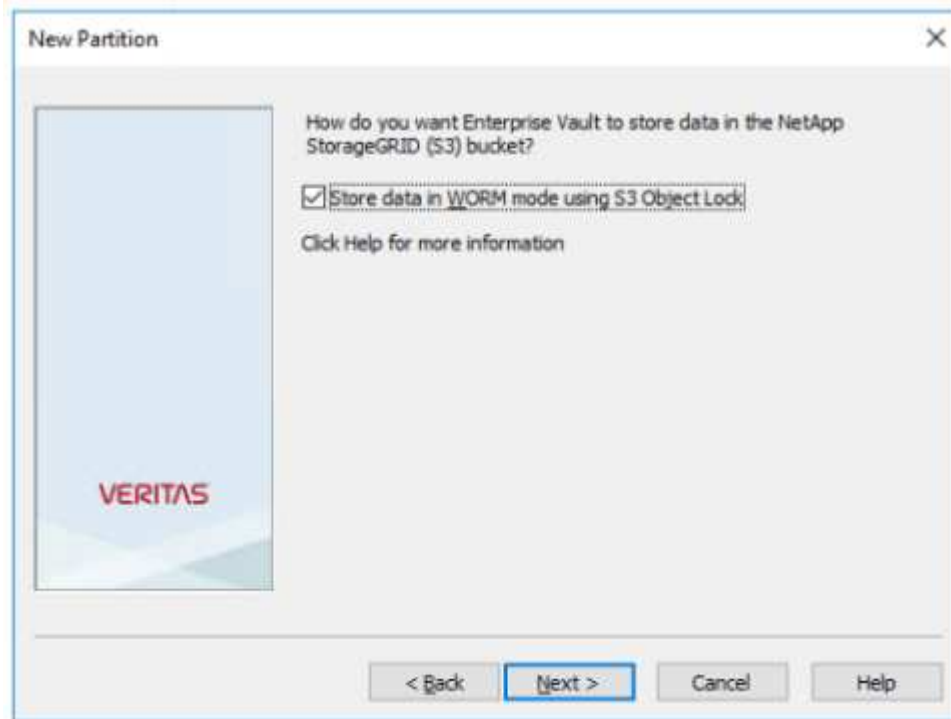 New Partition
How do you want Enterprise Vault to store data in the NetApp
StorageGRID (S3) bucket?
Store data in WORM mode using S3 Object Lock
Click Help for more information
VERITAS
< Back
Next >
Cancel
Help